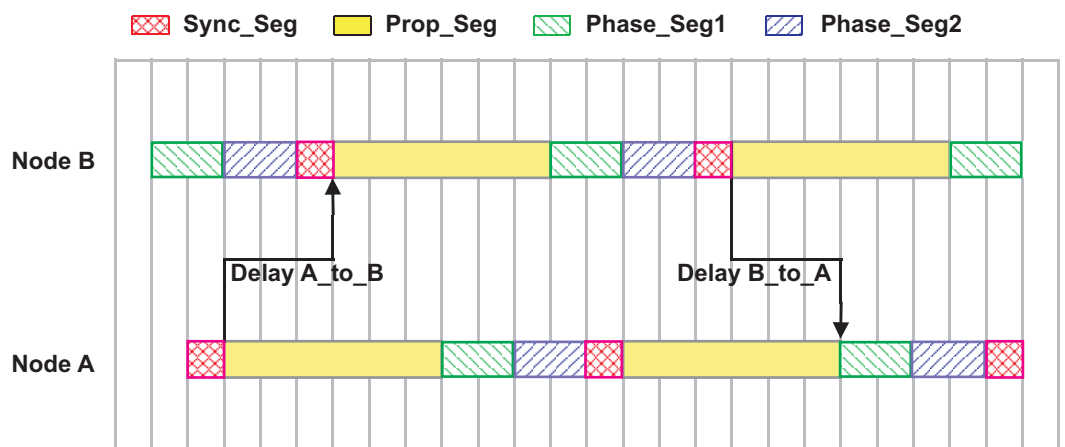 Sync_Seg Prop_Seg Phase_Seg1 Phase_Seg2
Node B
Delay A_to_B Delay B_to_A
Node A